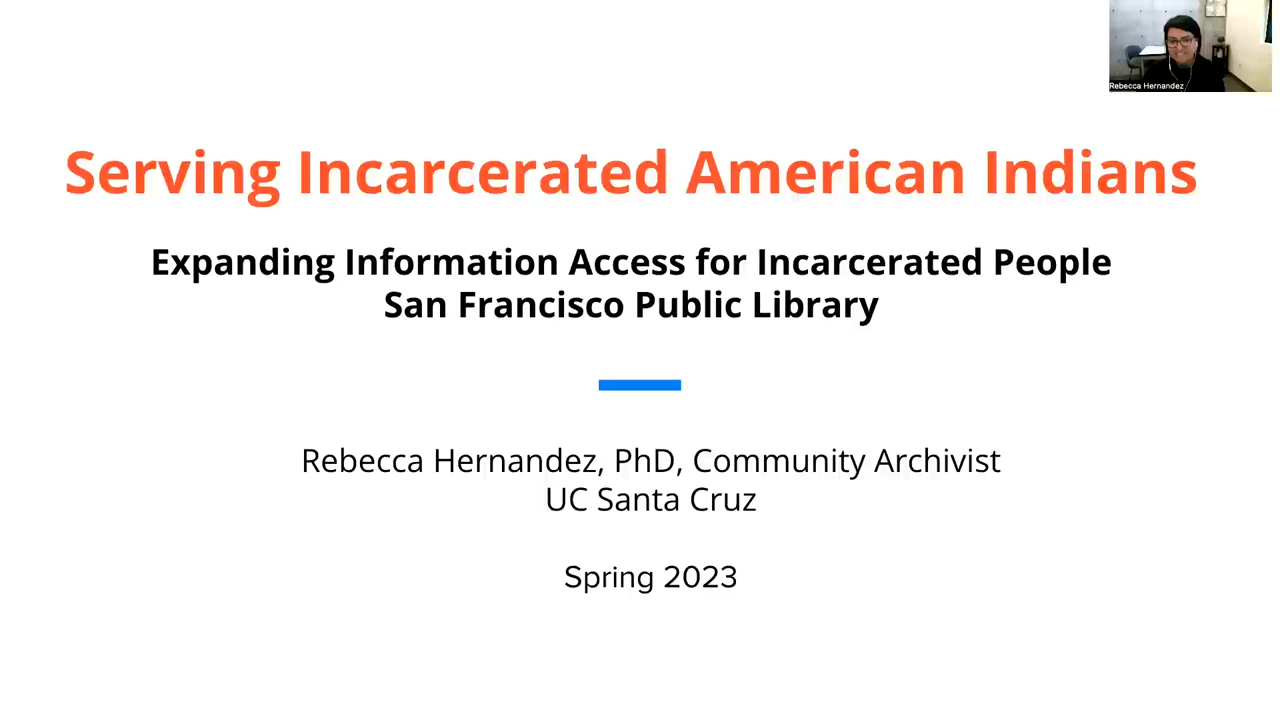 Rebecca Hernandez
Serving Incarcerated American Indians
Expanding Information Access for Incarcerated People
San Francisco Public Library
Rebecca Hernandez, PhD, Community Archivist
UC Santa Cruz
Spring 2023